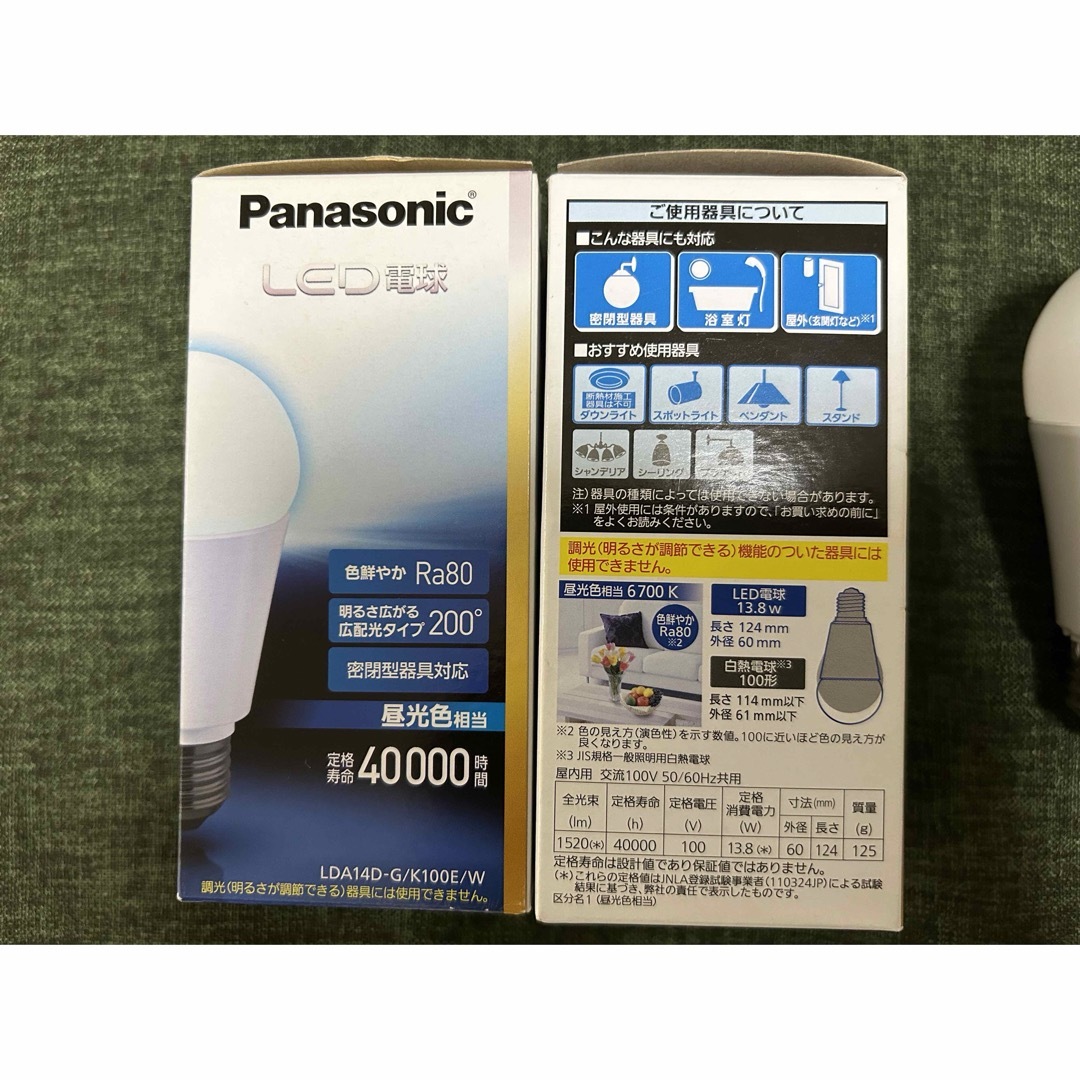 Panasonic®
LED電球
色鮮やか Ra80
明るさ広がる
広配光タイプ 200°
密閉型器具対応
昼光色相当
定格
寿命 40000 時間
LDA14D-G/K100E/W
調光(明るさが調節できる)器具には使用できません。
ご使用器具について
■こんな器具にも対応
密閉型器具
浴室灯
屋外(玄関灯など)※1
■おすすめ使用器具
断熱材施工
器具は不可
ダウンライト
スポットライト
ペンダント
スタンド
シャンデリア
シーリング
注)器具の種類によっては使用できない場合があります。
※1 屋外使用には条件がありますので、「お買い求めの前に」
をよくお読みください。
調光(明るさが調節できる)機能のついた器具には
使用できません。
昼光色相当 6700 K
色鮮やか
Ra80
※2
LED電球
13.8W
長さ 124 mm
外径 60 mm
白熱電球※3
100形
長さ 114 mm以下
外径 61 mm以下
※2 色の見え方(演色性)を示す数値。100に近いほど色の見え方が
良くなります。
※3 JIS規格一般照明用白熱電球
屋内用 交流100V 50/60Hz共用
全光束 (lm) 定格寿命 (h) 定格電圧 (V) 定格消費電力 (W) 寸法(mm) 外径 長さ 質量 (g)
1520(*) 40000 100 13.8(*) 60 124 125
定格寿命は設計値であり保証値ではありません。
(*)これらの定格値はJNLA登録試験事業者(110324JP)による試験
結果に基づき、弊社の責任で表示したものです。
区分名1(昼光色相当)